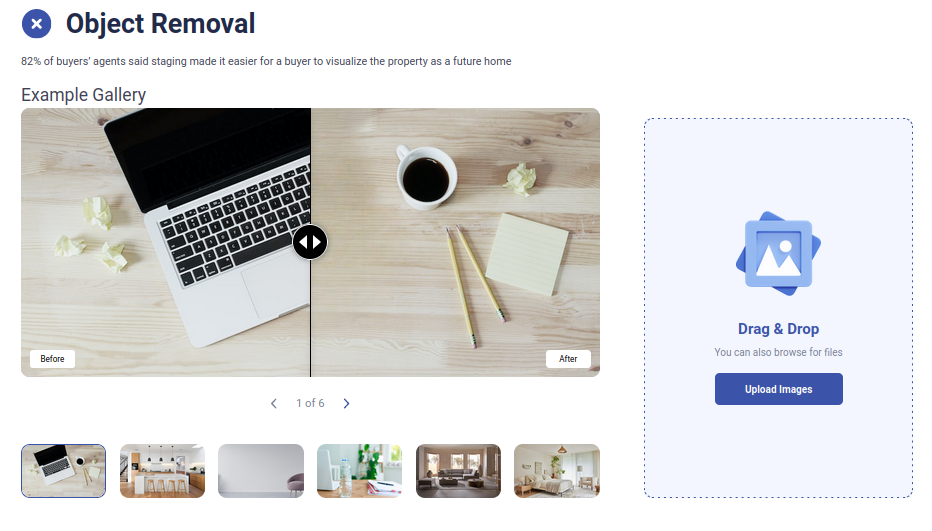 Object Removal
82% of buyers' agents said staging made it easier for a buyer to visualize the property as a future home
Example Gallery
Before
After
1 of 6
Drag & Drop
You can also browse for files
Upload Images